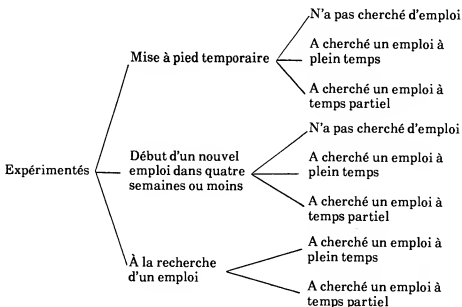 N'a pas cherché d'emploi
A cherché un emploi à
plein temps
Mise à pied temporaire
A cherché un emploi à
temps partiel
N'a pas cherché d'emploi
Début d'un nouvel
emploi dans quatre
semaines ou moins
A cherché un emploi à
plein temps
Expérimentés
A cherché un emploi à
temps partiel
A cherché un emploi à
plein temps
À la recherche
d'un emploi
A cherché un emploi à
temps partiel